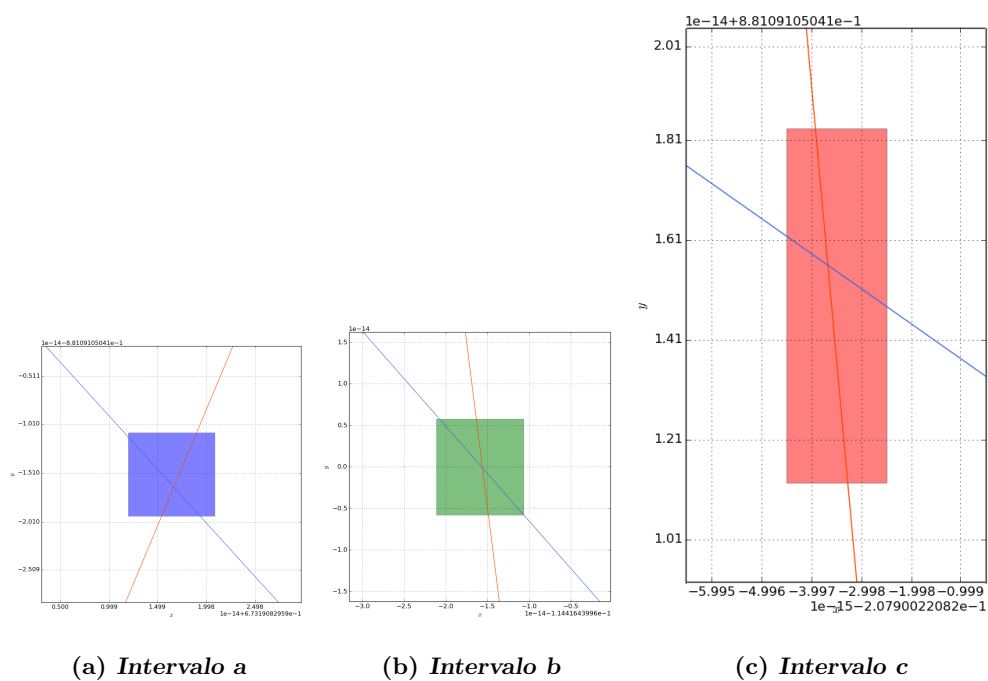 1e−14+8.8109105041e−1
2.01
1.81
1.61
y
1.41
1.21
1.01
−5.995 −4.996 −3.997 −2.998 −1.998 −0.999
1e−15−2.0790022082e−1
1e−14−8.8109105041e−1
−0.511
−1.010
y
−1.510
−2.010
−2.509
0.500 0.999 1.499 1.998 2.498
x
1e−14+6.7319082959e−1
1e−14
1.5
1.0
0.5
y
0.0
−0.5
−1.0
−1.5
−3.0 −2.5 −2.0 −1.5 −1.0 −0.5
x
1e−14−1.1441643996e−1
(a) Intervalo a
(b) Intervalo b
(c) Intervalo c